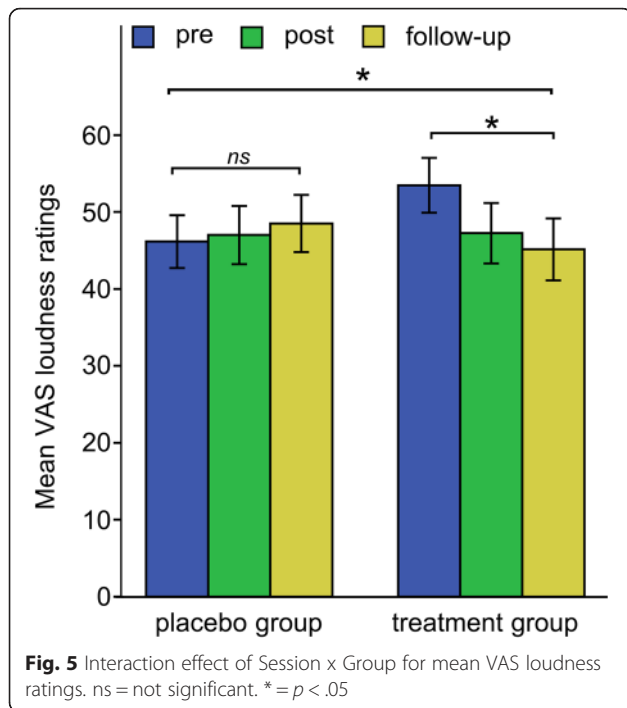 pre post follow-up
*
*
ns
60
50
40
30
20
10
0
Mean VAS loudness ratings
placebo group treatment group
Fig. 5 Interaction effect of Session x Group for mean VAS loudness
ratings. ns = not significant. * = p < .05